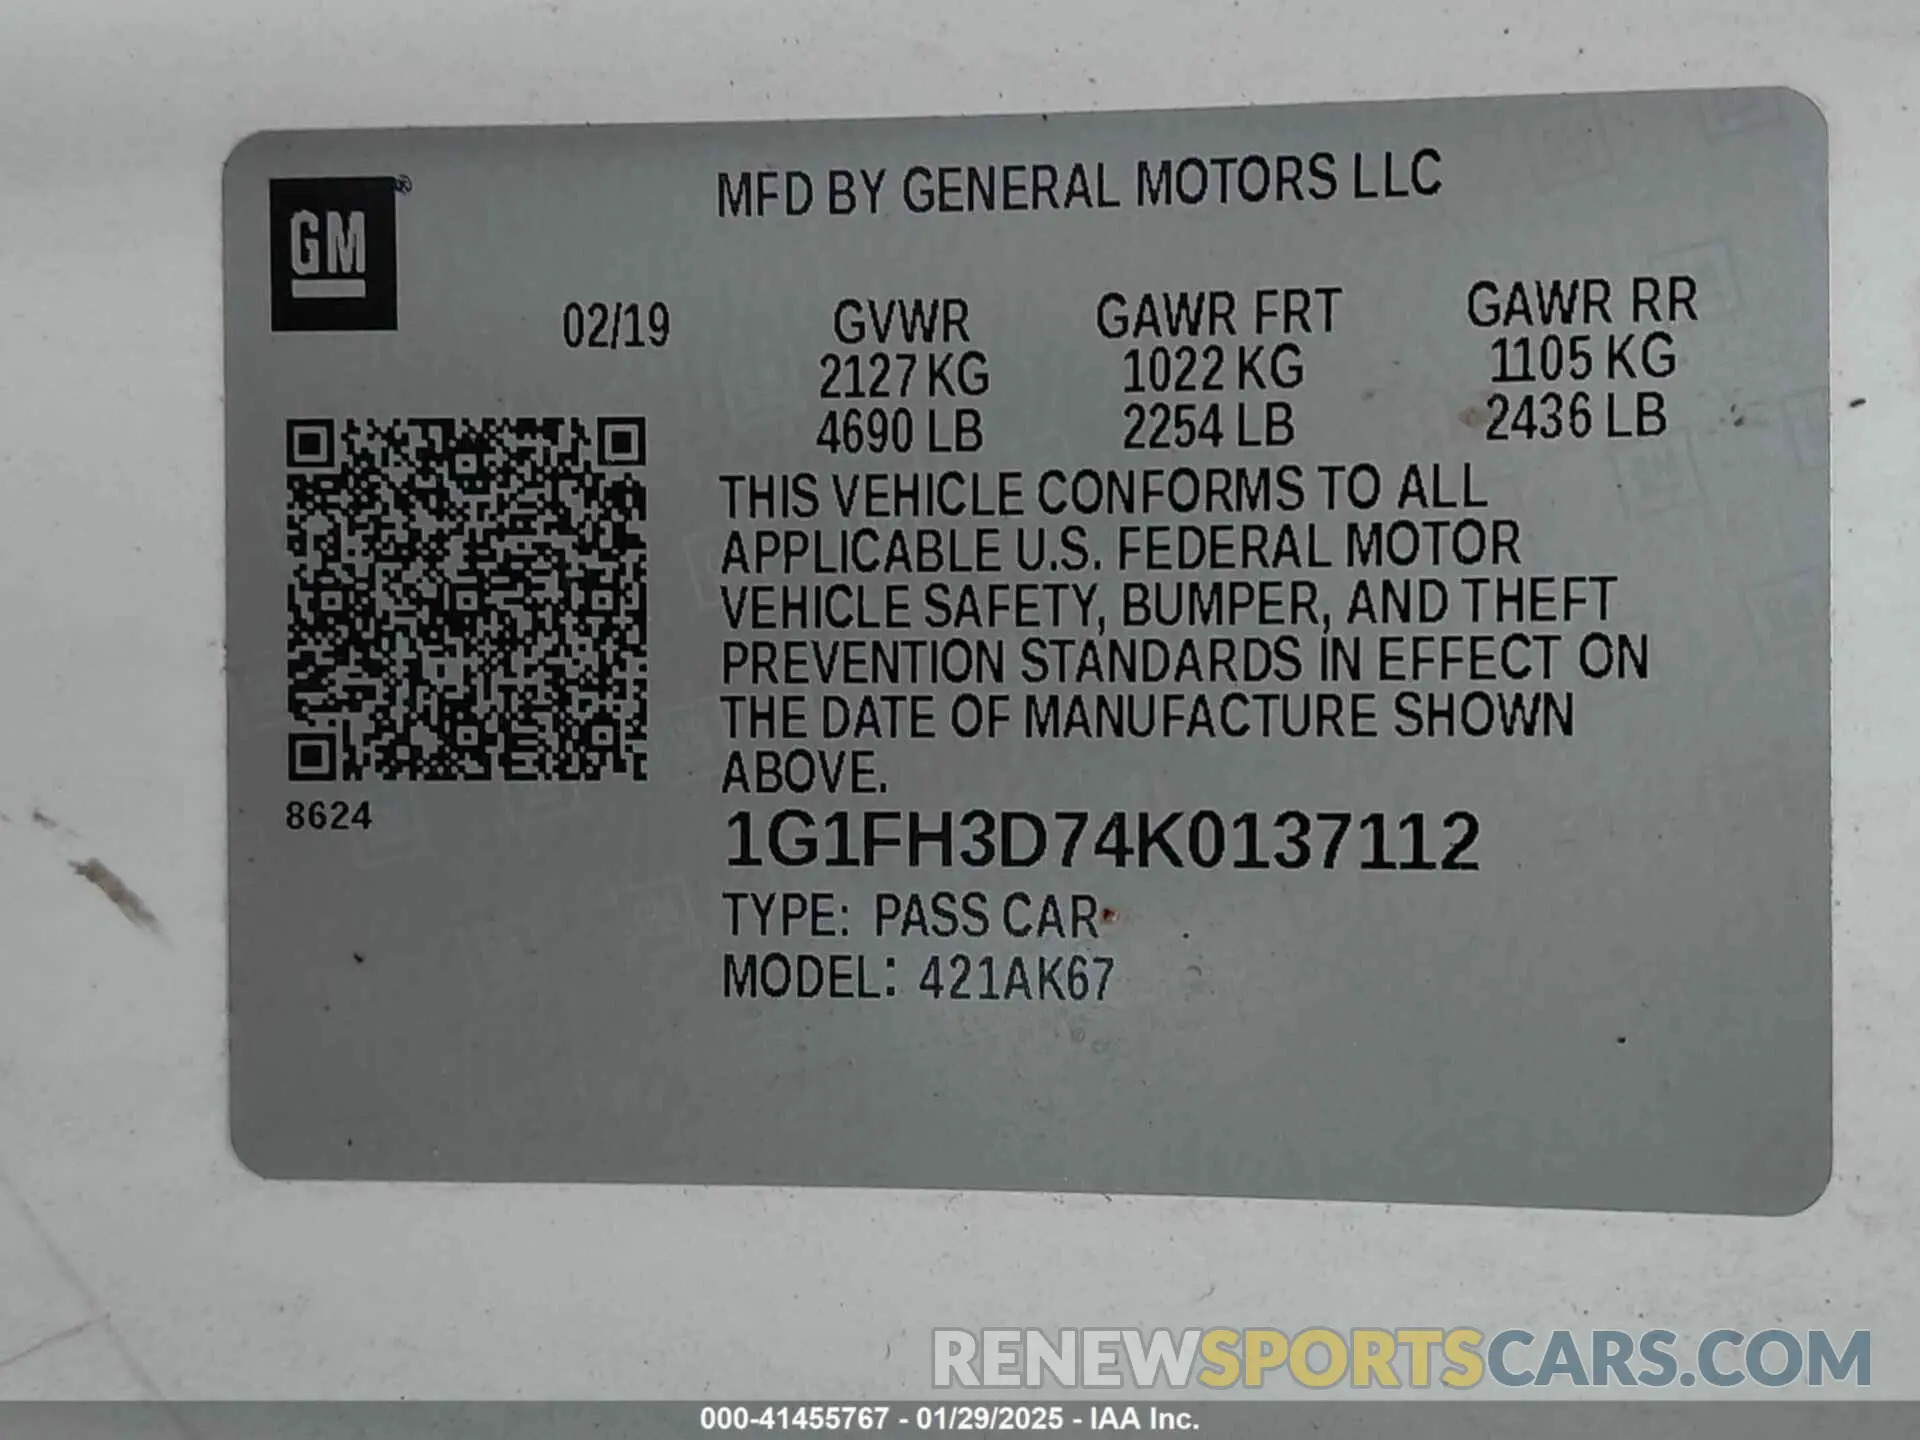 MFD BY GENERAL MOTORS LLC
GM®
02/19
GVWR GAWR FRT GAWR RR
2127 KG 1022 KG 1105 KG
4690 LB 2254 LB 2436 LB
THIS VEHICLE CONFORMS TO ALL
APPLICABLE U.S. FEDERAL MOTOR
VEHICLE SAFETY, BUMPER, AND THEFT
PREVENTION STANDARDS IN EFFECT ON
THE DATE OF MANUFACTURE SHOWN
ABOVE.
8624
1G1FH3D74K0137112
TYPE: PASS CAR
MODEL: 421AK67
RENEWSPORTSCARS.COM
000-41455767 - 01/29/2025 - IAA Inc.